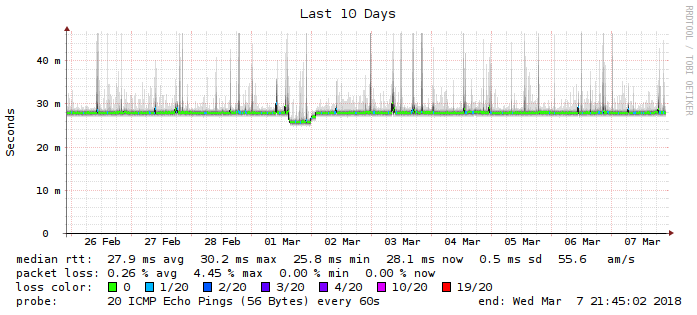 Last 10 Days
RRDTOOL / TOBI OETIKER
Seconds
40 m
30 m
20 m
10 m
0
26 Feb 27 Feb 28 Feb 01 Mar 02 Mar 03 Mar 04 Mar 05 Mar 06 Mar 07 Mar
median rtt: 27.9 ms avg 30.2 ms max 25.8 ms min 28.1 ms now 0.5 ms sd 55.6 am/s
packet loss: 0.26 % avg 4.45 % max 0.00 % min 0.00 % now
loss color: 0 1/20 2/20 3/20 4/20 10/20 19/20
probe: 20 ICMP Echo Pings (56 Bytes) every 60s end: Wed Mar 7 21:45:02 2018